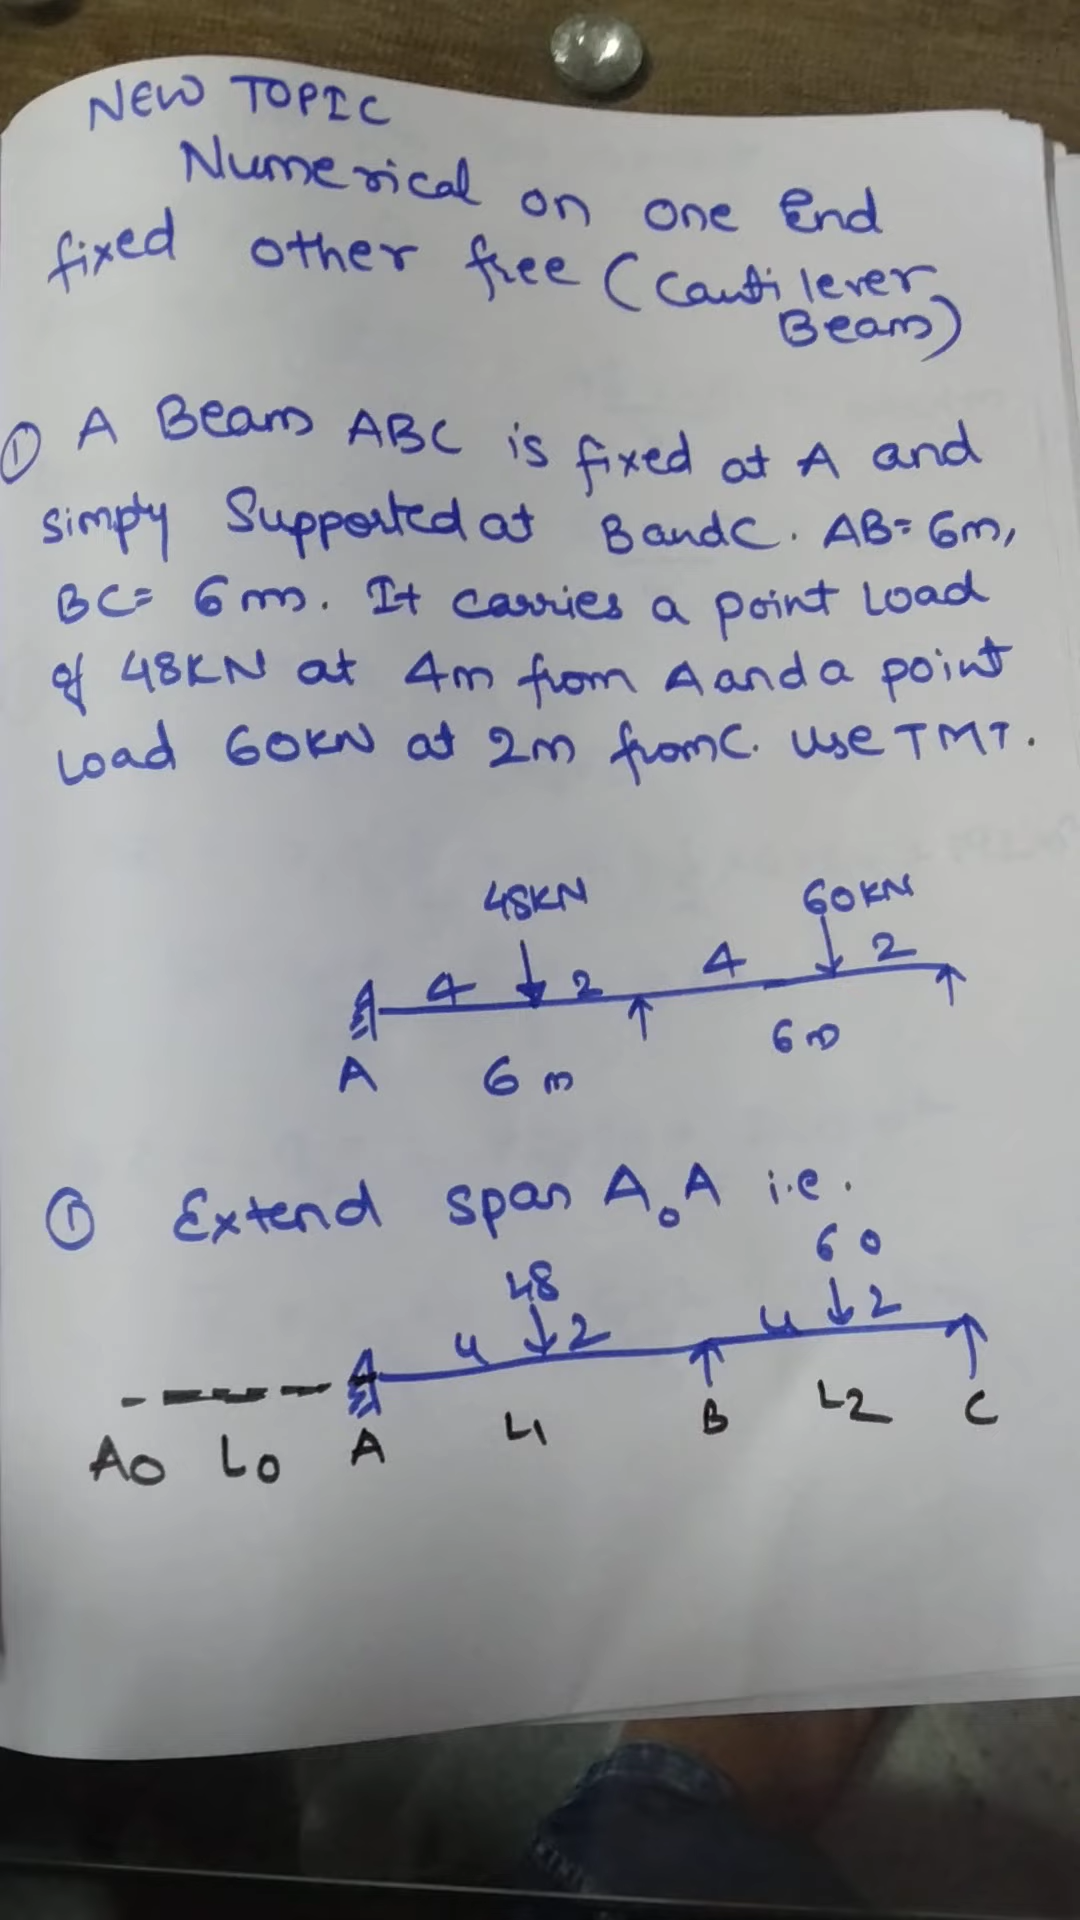 NEW TOPIC
Numerical on one End
fixed other free (Cantilever
Beam)
① A Beam ABC is fixed at A and
simply Supported at B and C. AB= 6m,
BC= 6m. It carries a point Load
of 48KN at 4m from A and a point
Load 60KN at 2m from C. Use TMT.
48KN 60KN
4 2 4 2
A 6 m 6 m
① Extend span A₀A i.e.
48 60
4 2 4 2
A₀ L₀ A L1 B L2 C